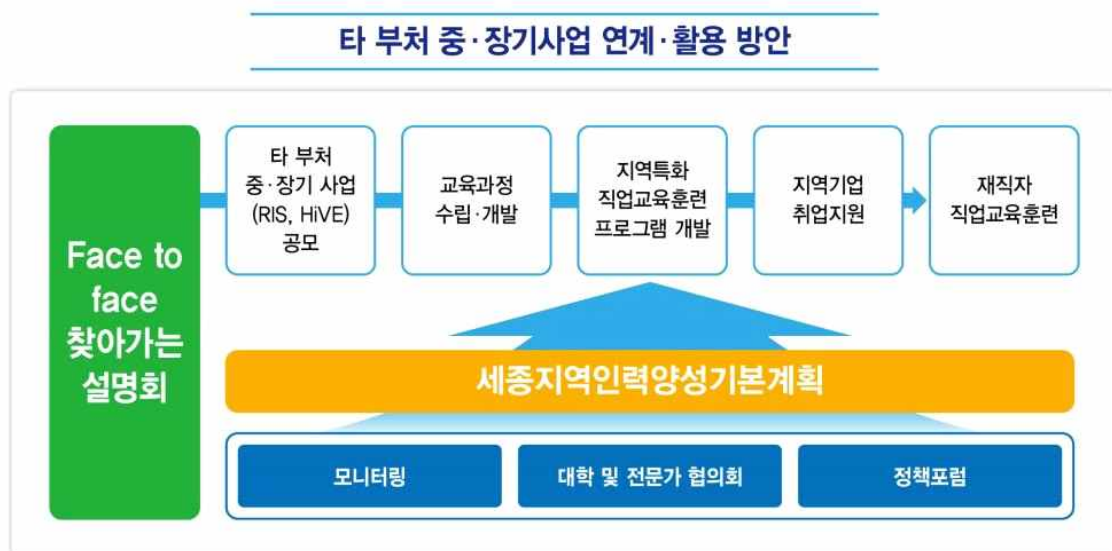 타 부처 중·장기사업 연계·활용 방안
Face to
face
찾아가는
설명회
타 부처
중·장기 사업
(RIS, HiVE)
공모
교육과정
수립·개발
지역특화
직업교육훈련
프로그램 개발
지역기업
취업지원
재직자
직업교육훈련
세종지역인력양성기본계획
모니터링
대학 및 전문가 협의회
정책포럼